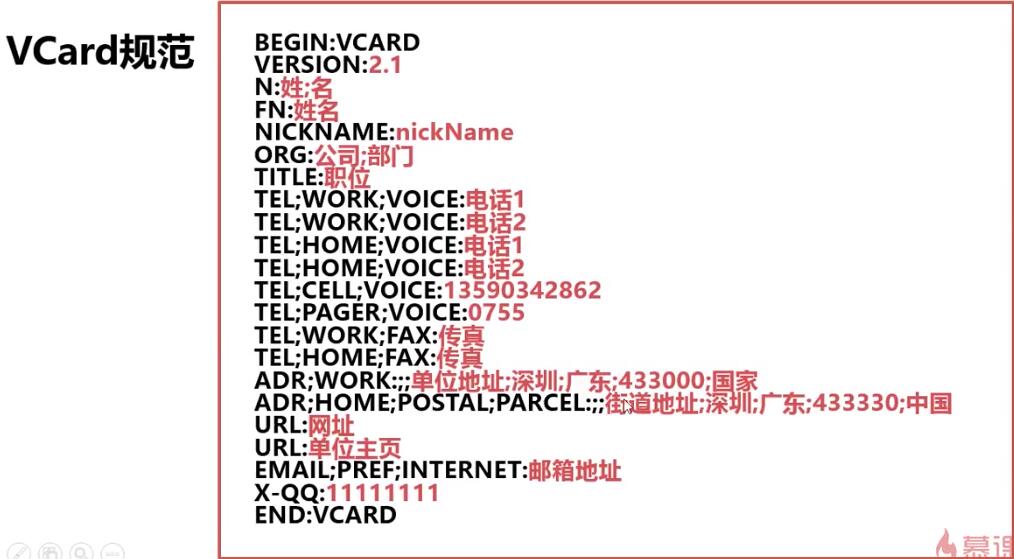 VCard规范
BEGIN:VCARD
VERSION:2.1
N:姓;名
FN:姓名
NICKNAME:nickName
ORG:公司;部门
TITLE:职位
TEL;WORK;VOICE:电话1
TEL;WORK;VOICE:电话2
TEL;HOME;VOICE:电话1
TEL;HOME;VOICE:电话2
TEL;CELL;VOICE:13590342862
TEL;PAGER;VOICE:0755
TEL;WORK;FAX:传真
TEL;HOME;FAX:传真
ADR;WORK:;;单位地址;深圳;广东;433000;国家
ADR;HOME;POSTAL;PARCEL:;;街道地址;深圳;广东;433330;中国
URL:网址
URL:单位主页
EMAIL;PREF;INTERNET:邮箱地址
X-QQ:11111111
END:VCARD